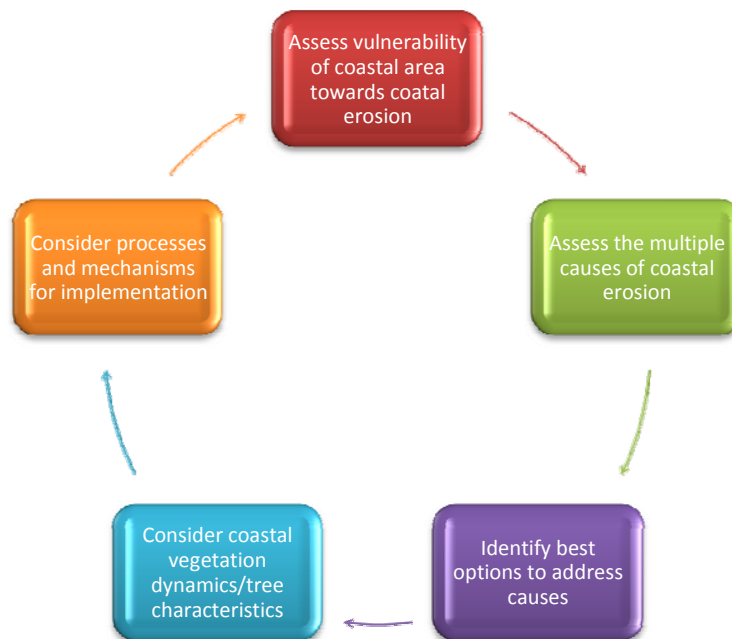 Assess vulnerability
of coastal area
towards coatal
erosion
Assess the multiple
causes of coastal
erosion
Identify best
options to address
causes
Consider coastal
vegetation
dynamics/tree
characteristics
Consider processes
and mechanisms
for implementation